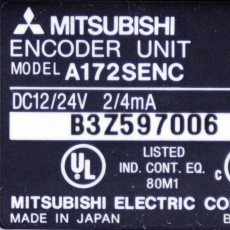 MITSUBISHI
ENCODER UNIT
MODEL A172SENC
DC12/24V 2/4mA
B3Z597006
UL
LISTED
IND. CONT. EQ.
80M1
c
MITSUBISHI ELECTRIC CO
MADE IN JAPAN B